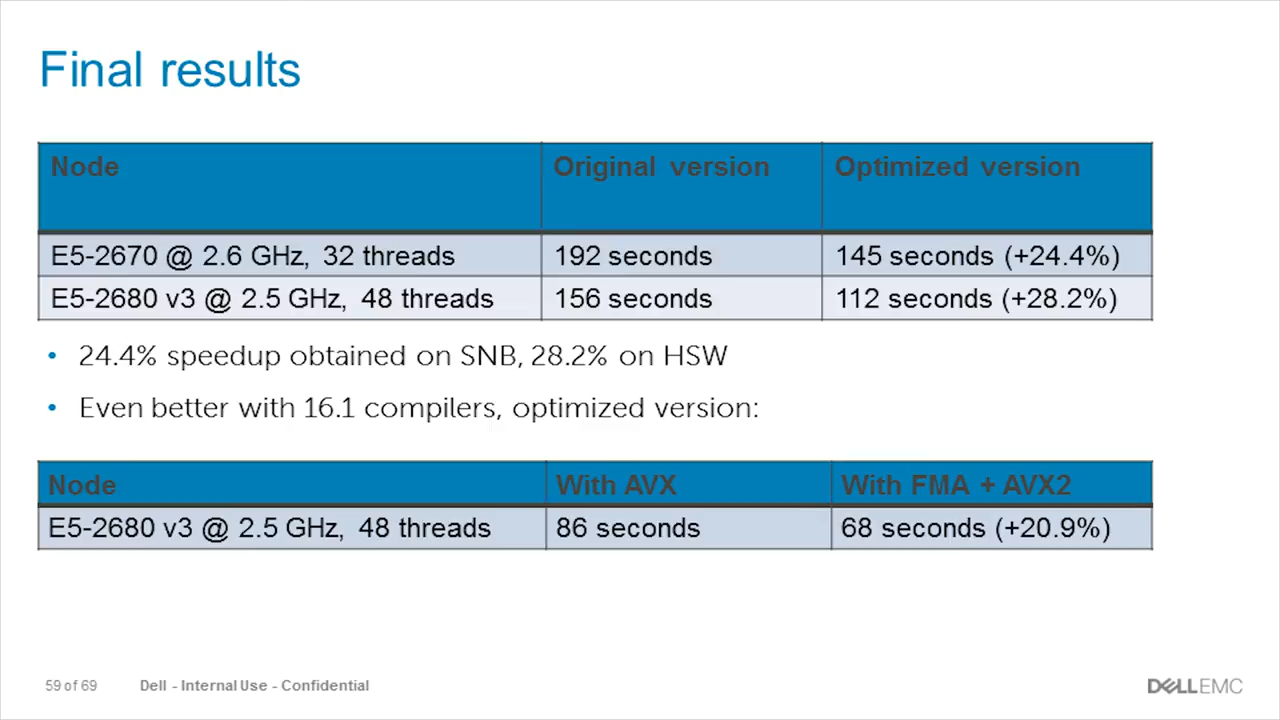 Final results
Node Original version Optimized version
E5-2670 @ 2.6 GHz, 32 threads 192 seconds 145 seconds (+24.4%)
E5-2680 v3 @ 2.5 GHz, 48 threads 156 seconds 112 seconds (+28.2%)
• 24.4% speedup obtained on SNB, 28.2% on HSW
• Even better with 16.1 compilers, optimized version:
Node With AVX With FMA + AVX2
E5-2680 v3 @ 2.5 GHz, 48 threads 86 seconds 68 seconds (+20.9%)
59 of 69 Dell - Internal Use - Confidential DELLEMC